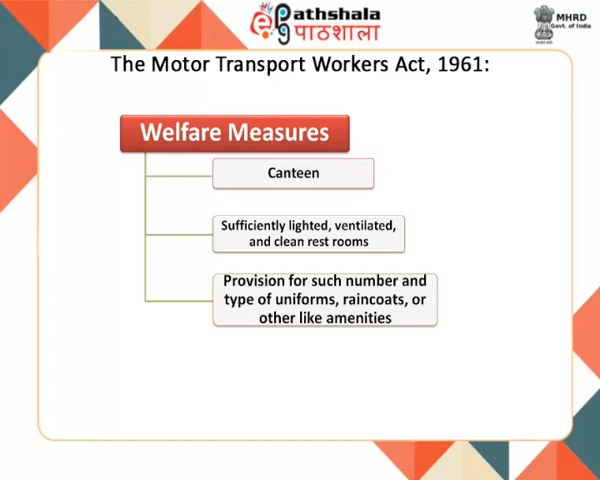 ePathshala
पाठशाला
MHRD
Govt. of India
The Motor Transport Workers Act, 1961:
Welfare Measures
Canteen
Sufficiently lighted, ventilated,
and clean rest rooms
Provision for such number and
type of uniforms, raincoats, or
other like amenities